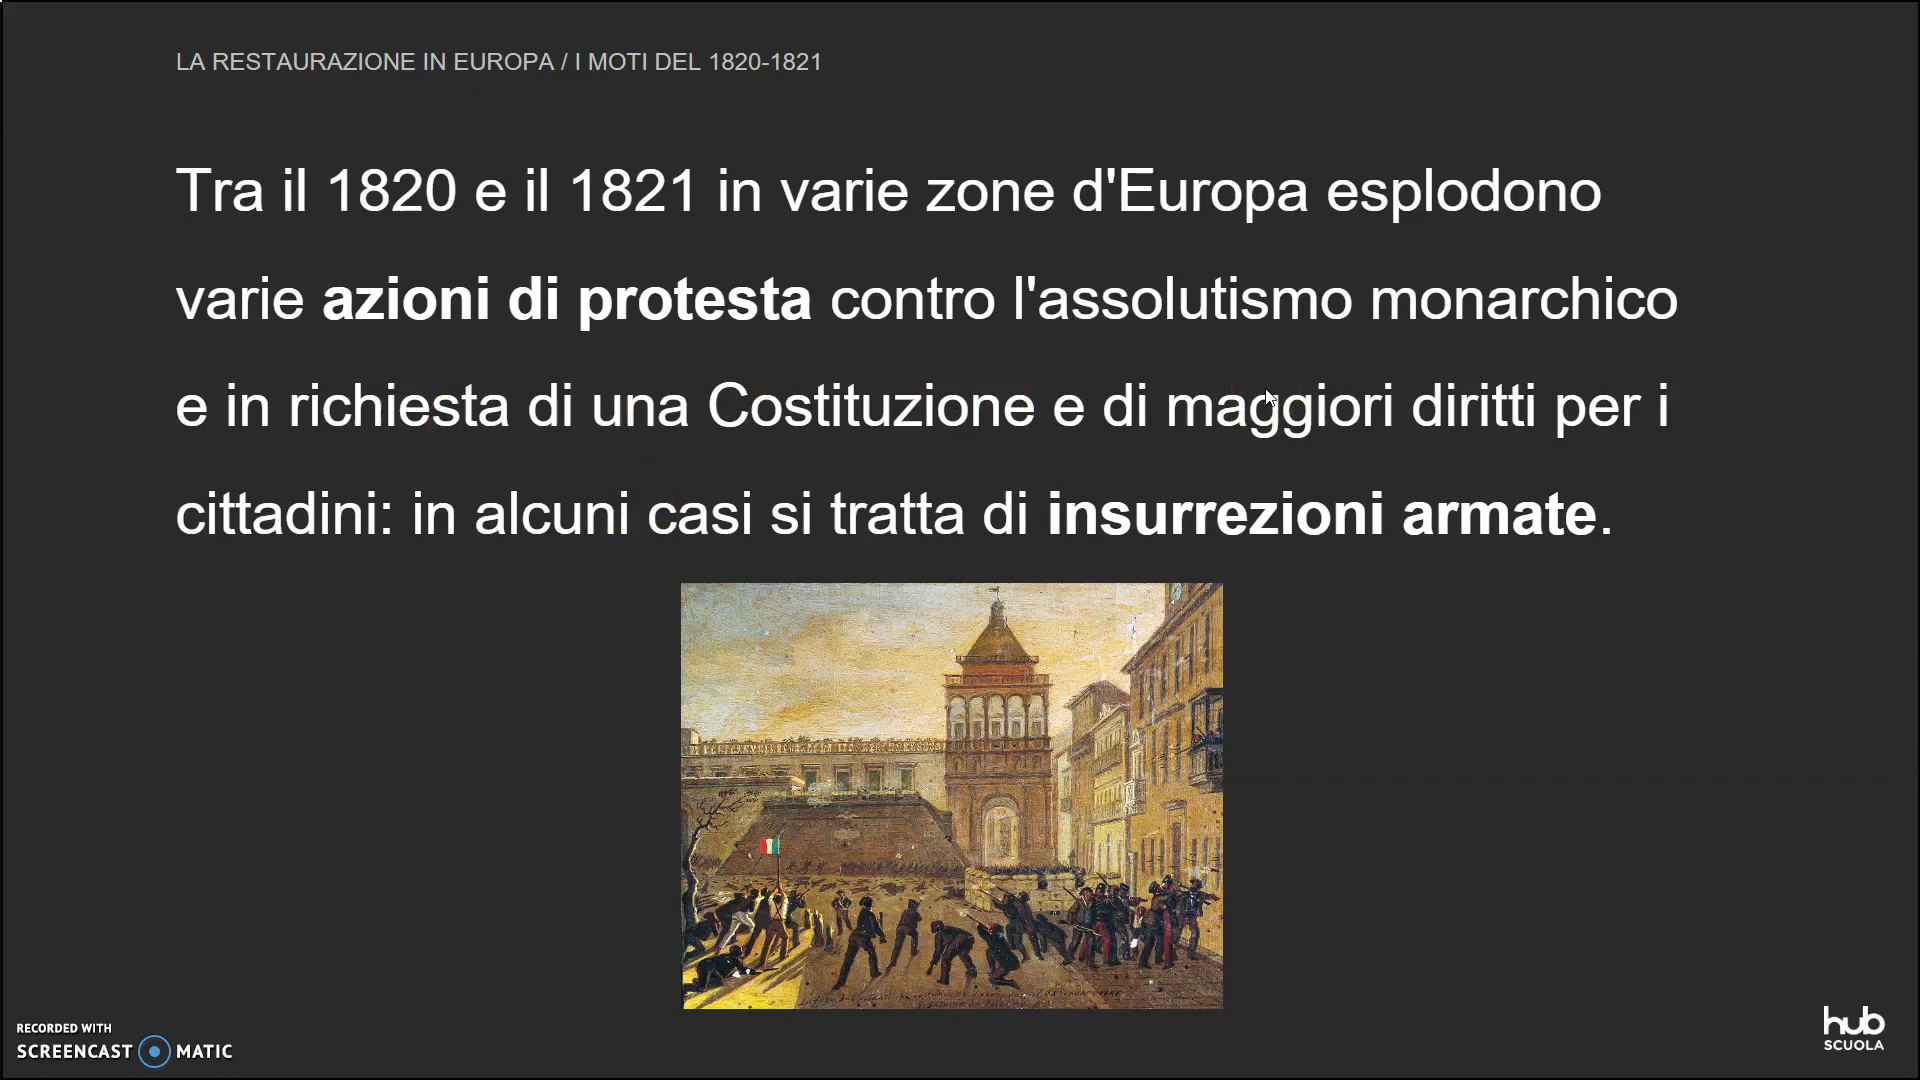 LA RESTAURAZIONE IN EUROPA / I MOTI DEL 1820-1821
Tra il 1820 e il 1821 in varie zone d'Europa esplodono
varie azioni di protesta contro l'assolutismo monarchico
e in richiesta di una Costituzione e di maggiori diritti per i
cittadini: in alcuni casi si tratta di insurrezioni armate.
RECORDED WITH
SCREENCAST MATIC
hub
SCUOLA